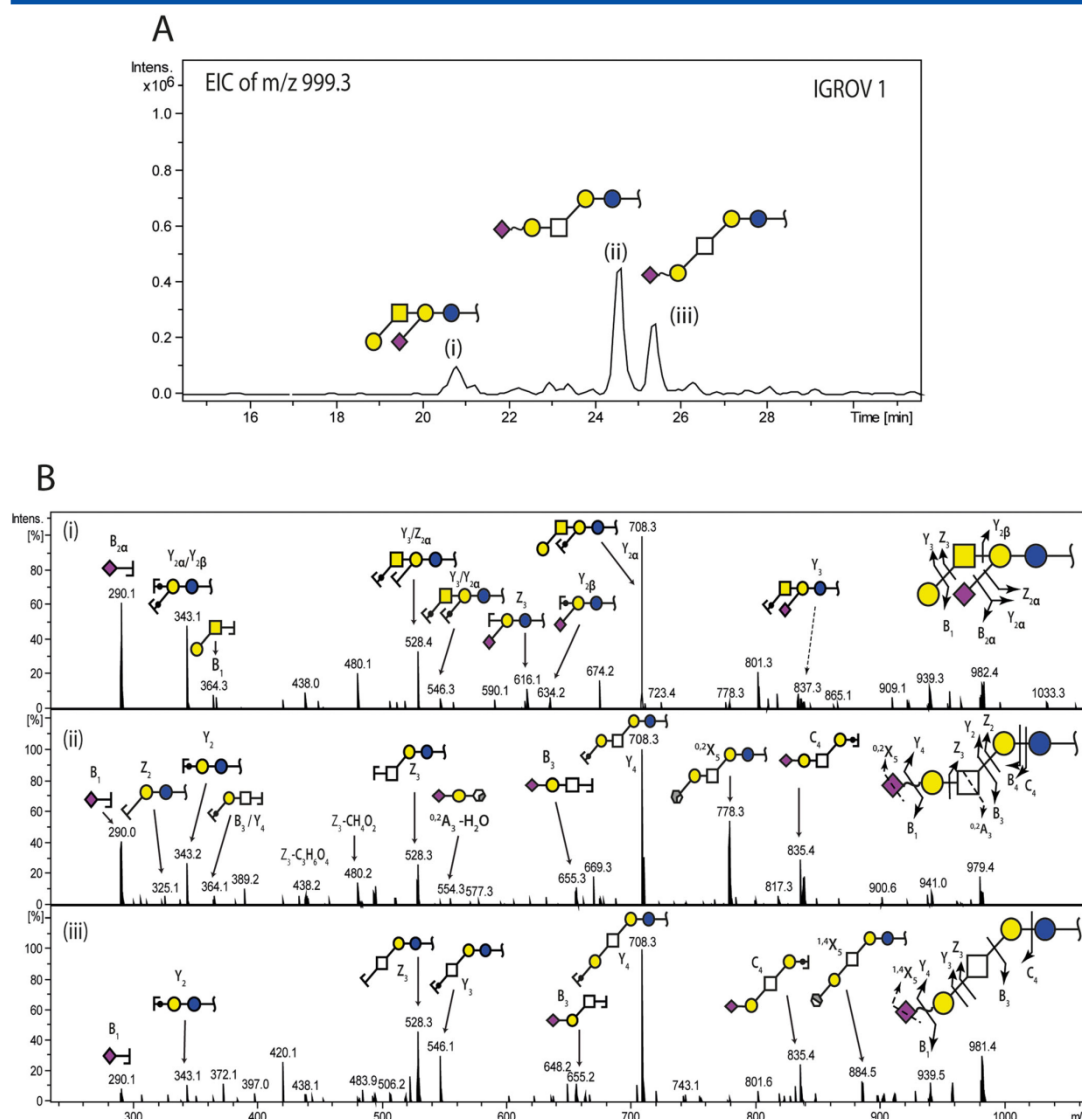 A
Intens.
x10⁶
EIC of m/z 999.3
IGROV 1
1.0
0.8
0.6
0.4
0.2
0.0
(i)
(ii)
(iii)
16 18 20 22 24 26 28 Time [min]
B
Intens.
[%]
(i)
100
80
60
40
20
0
B2α
290.1
Y2α/Y2β
343.1
364.3
B1
438.0
480.1
Y3/Z2α
528.4
Y3/Y2α
546.3
590.1
Z3
616.1
Y2β
634.2
674.2
Y2α
708.3
723.4
778.3
801.3
Y3
837.3
865.1
909.1
939.3
982.4
1033.3
Y3 Z3 Y2β
Z2α
Y2α
B2α
B1
[%]
(ii)
100
80
60
40
20
0
B1
290.0
Z2
325.1
Y2
343.2
B3/Y4
364.1
389.2
Z3-C3H6O4
438.2
Z3-CH4O2
480.2
Z3
528.3
0,2A3 -H2O
554.3
577.3
B3
655.3
669.3
Y4
708.3
0,2X5
778.3
817.3
C4
835.4
900.6
941.0
979.4
0,2X5 Y4 Z3 Y2 Z2
B4 C4
B3
B1
0,2A3
[%]
(iii)
100
80
60
40
20
0
B1
290.1
Y2
343.1
372.1
397.0
420.1
438.1
483.9
506.2
Z3
528.3
Y3
546.1
648.2
B3
655.2
Y4
708.3
743.1
801.6
C4
835.4
1,4X5
884.5
939.5
981.4
1,4X5 Y4 Y3 Z3
C4
B3
B1
300 400 500 600 700 800 900 1000